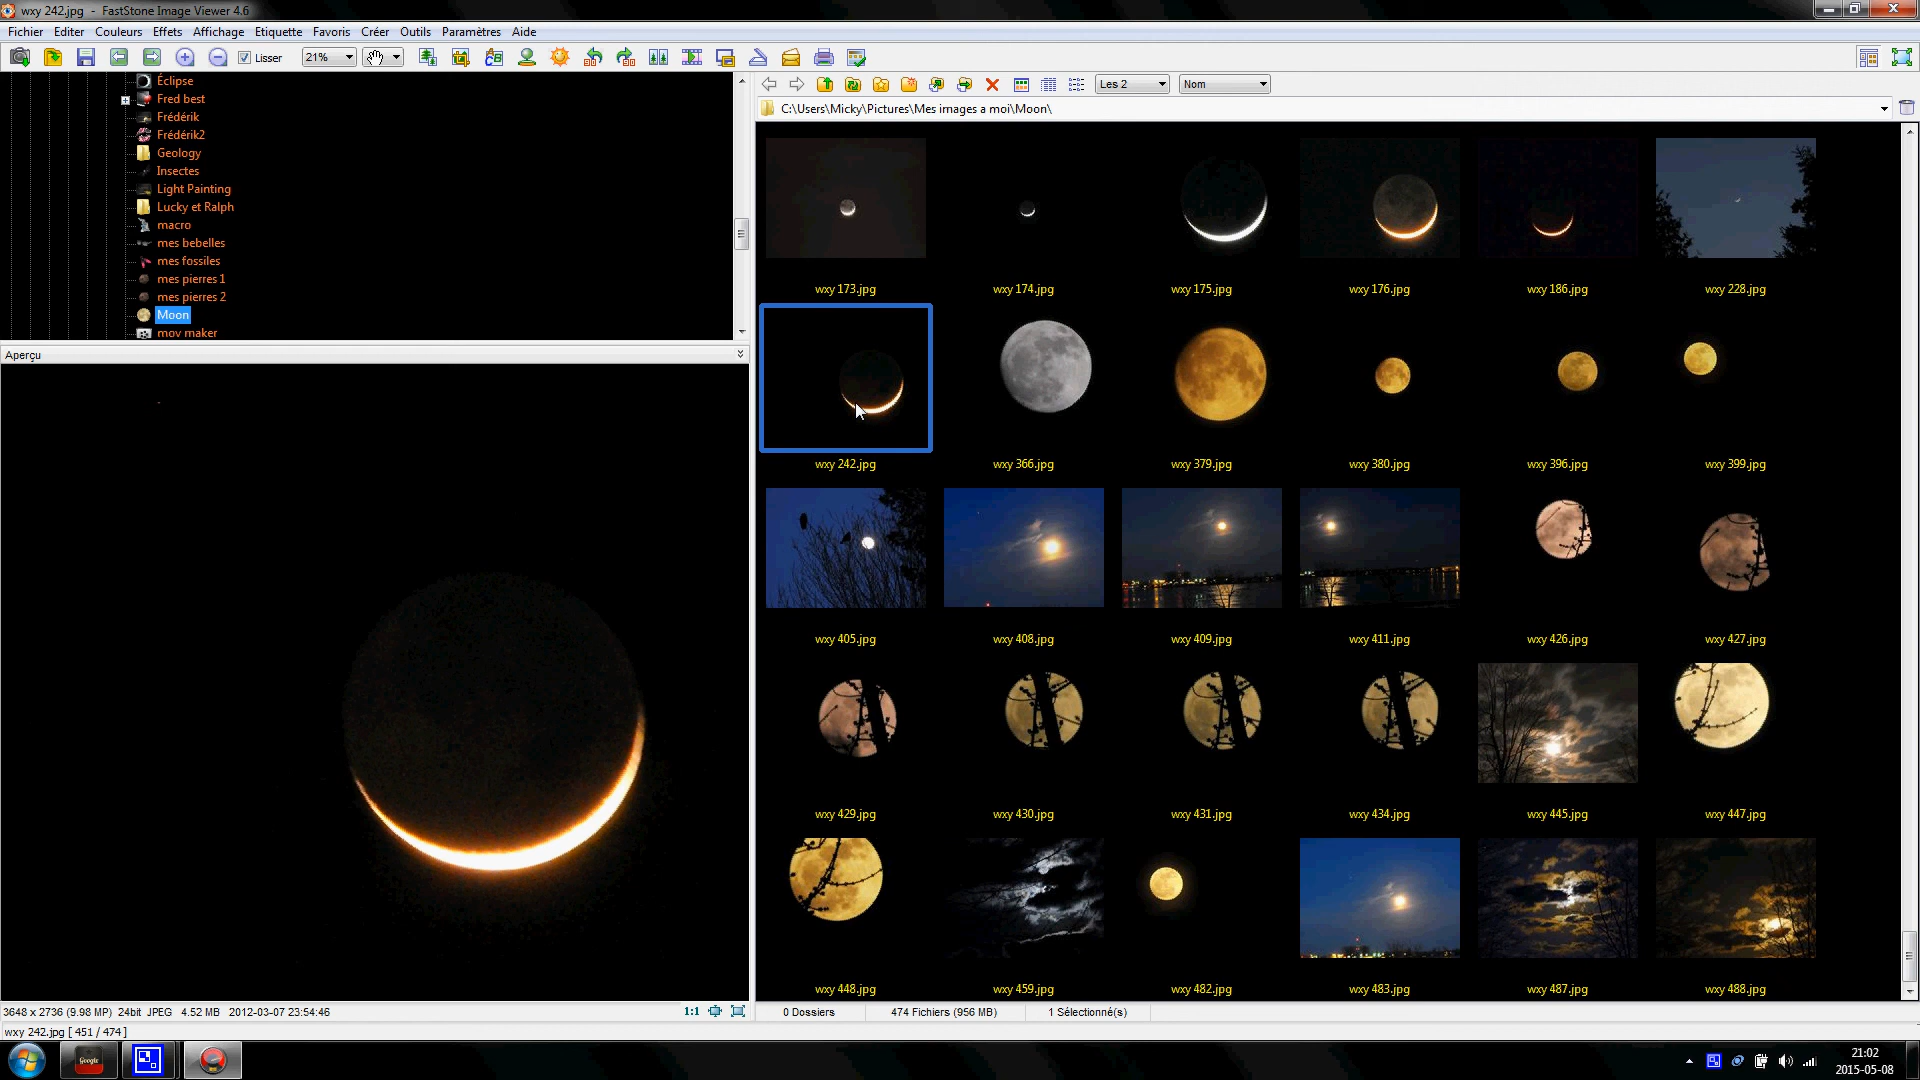 wxy 242.jpg - FastStone Image Viewer 4.6
Fichier Editer Couleurs Effets Affichage Etiquette Favoris Créer Outils Paramètres Aide
Lisser 21%
Éclipse
Fred best
Frédérik
Frédérik2
Geology
Insectes
Light Painting
Lucky et Ralph
macro
mes bebelles
mes fossiles
mes pierres 1
mes pierres 2
Moon
mov maker
Aperçu
3648 x 2736 (9.98 MP) 24bit JPEG 4.52 MB 2012-03-07 23:54:46 1:1
wxy 242.jpg [ 451 / 474 ]
Les 2 Nom
C:\Users\Micky\Pictures\Mes images a moi\Moon\
wxy 173.jpg wxy 174.jpg wxy 175.jpg wxy 176.jpg wxy 186.jpg wxy 228.jpg
wxy 242.jpg wxy 366.jpg wxy 379.jpg wxy 380.jpg wxy 396.jpg wxy 399.jpg
wxy 405.jpg wxy 408.jpg wxy 409.jpg wxy 411.jpg wxy 426.jpg wxy 427.jpg
wxy 429.jpg wxy 430.jpg wxy 431.jpg wxy 434.jpg wxy 445.jpg wxy 447.jpg
wxy 448.jpg wxy 459.jpg wxy 482.jpg wxy 483.jpg wxy 487.jpg wxy 488.jpg
0 Dossiers 474 Fichiers (956 MB) 1 Sélectionné(s)
Google
21:02
2015-05-08